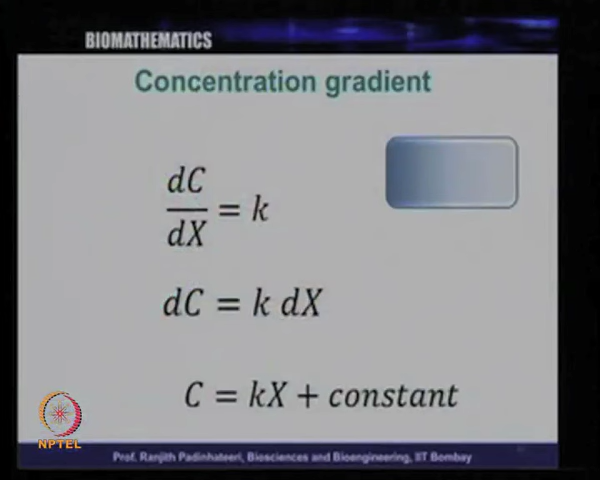 BIOMATHEMATICS
Concentration gradient
dC/dX = k
dC = k dX
C = kX + constant
NPTEL
Prof. Ranjith Padinhateeri, Biosciences and Bioengineering, IIT Bombay